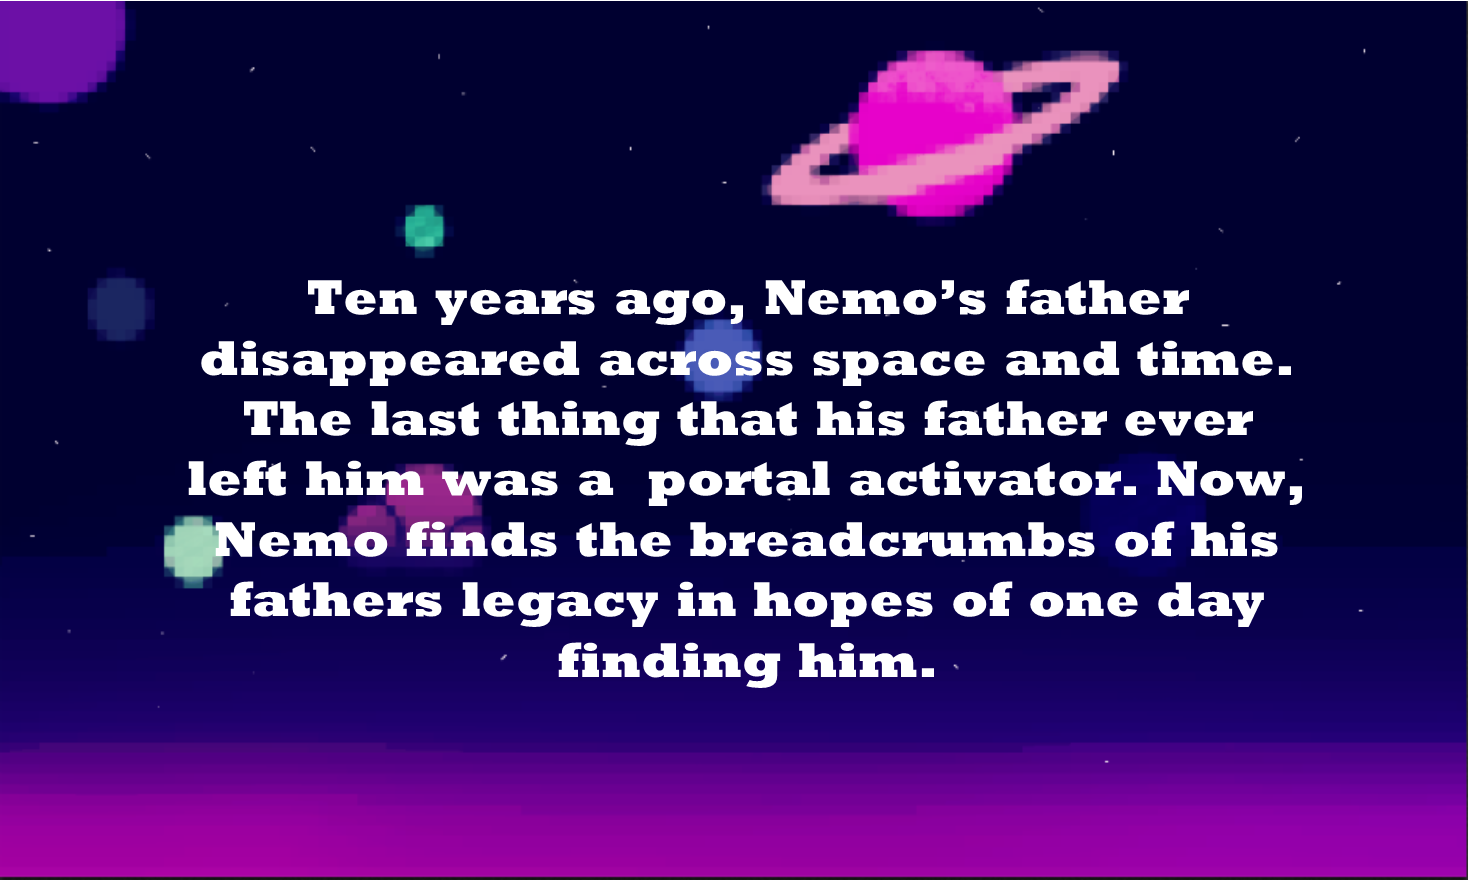 Ten years ago, Nemo’s father
disappeared across space and time.
The last thing that his father ever
left him was a  portal activator. Now,
Nemo finds the breadcrumbs of his
fathers legacy in hopes of one day
finding him.